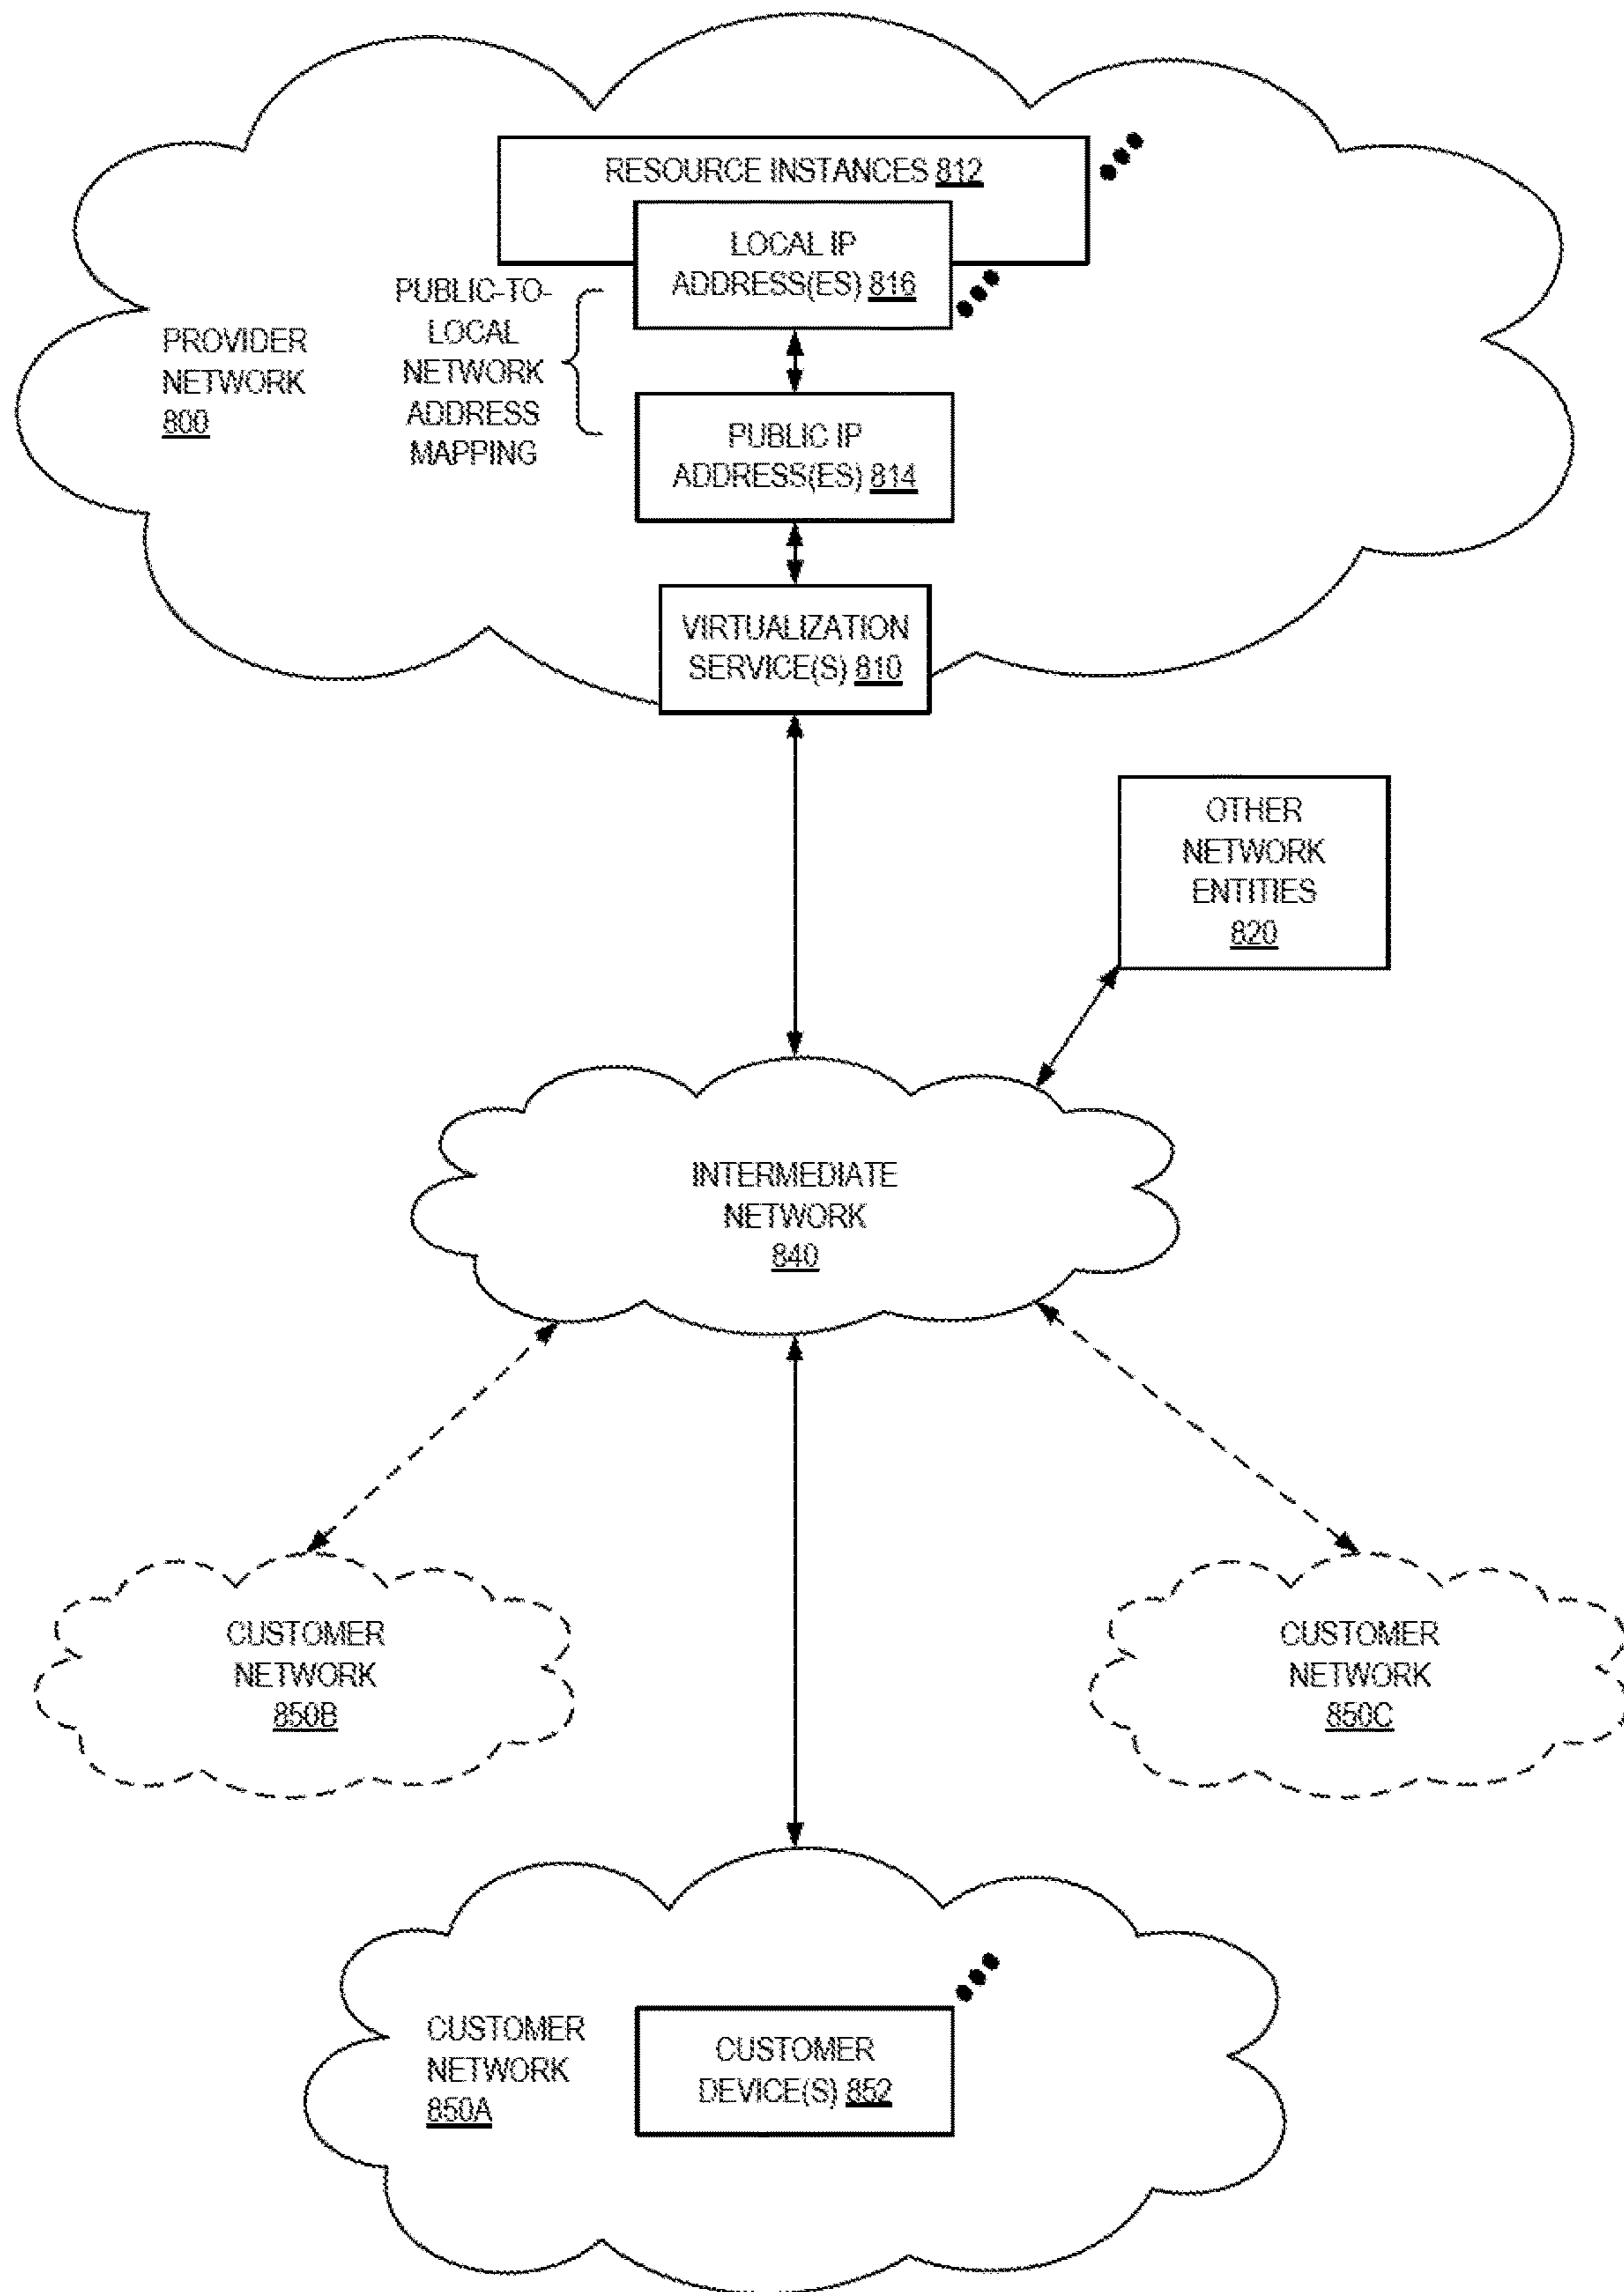 RESOURCE INSTANCES 812
LOCAL IP
ADDRESS(ES) 816
PUBLIC-TO-
LOCAL
NETWORK
ADDRESS
MAPPING
PROVIDER
NETWORK
800
PUBLIC IP
ADDRESS(ES) 814
VIRTUALIZATION
SERVICE(S) 810
OTHER
NETWORK
ENTITIES
820
INTERMEDIATE
NETWORK
840
CUSTOMER
NETWORK
850B
CUSTOMER
NETWORK
850C
CUSTOMER
NETWORK
850A
CUSTOMER
DEVICE(S) 852